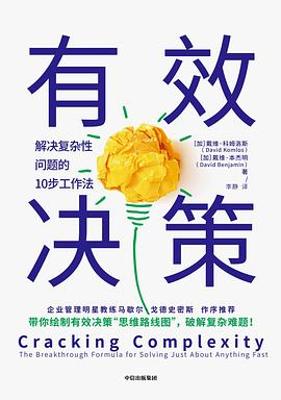 有效
决策
解决复杂性
问题的
10步工作法
[加]戴维·科姆洛斯
(David Komlos)
[加]戴维·本杰明
(David Benjamin)
著
/
李静 译
企业管理明星教练马歇尔·戈德史密斯 作序推荐
带你绘制有效决策“思维路线图”，破解复杂难题！
Cracking Complexity
The Breakthrough Formula for Solving Just About Anything Fast
中信出版集团